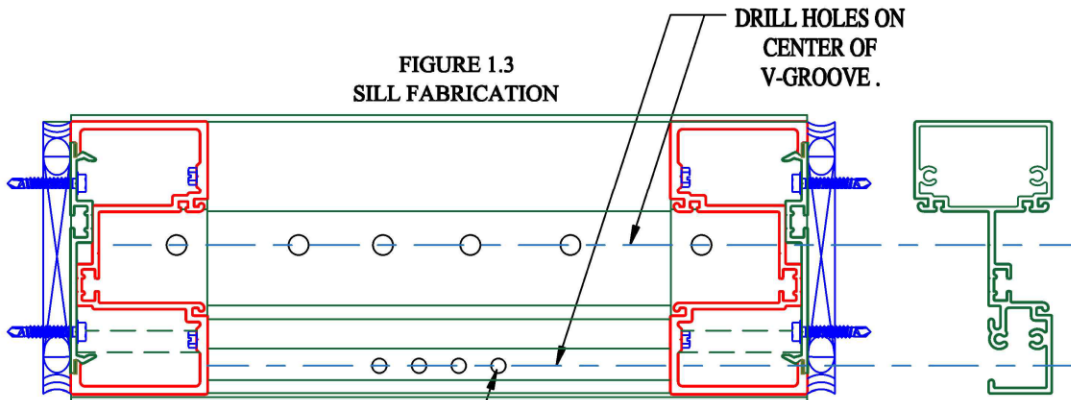 DRILL HOLES ON
CENTER OF
V-GROOVE .
FIGURE 1.3
SILL FABRICATION